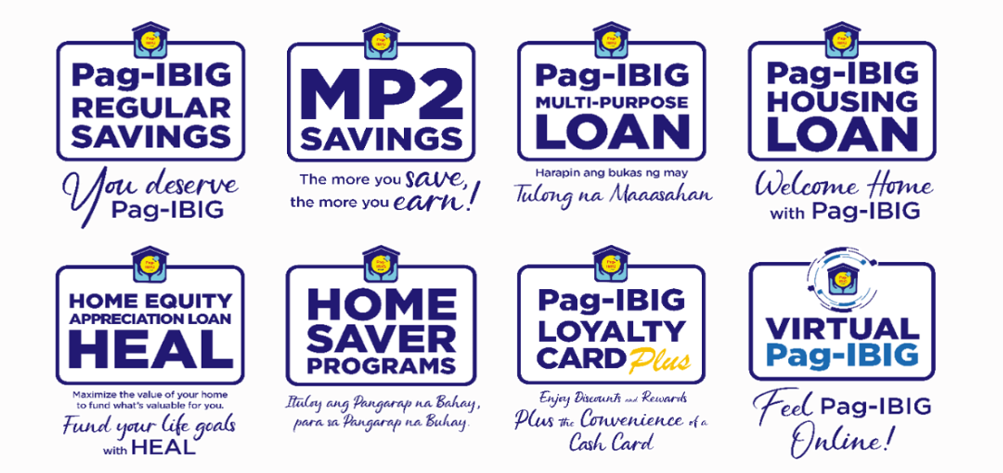 Pag-IBIG
REGULAR
SAVINGS
You deserve
Pag-IBIG
MP2
SAVINGS
The more you save,
the more you earn!
Pag-IBIG
MULTI-PURPOSE
LOAN
Harapin ang bukas ng may
Tulong na Maaasahan
Pag-IBIG
HOUSING
LOAN
Welcome Home
with Pag-IBIG
HOME EQUITY
APPRECIATION LOAN
HEAL
Maximize the value of your home
to fund what's valuable for you.
Fund your life goals
with HEAL
HOME
SAVER
PROGRAMS
Ituloy ang Pangarap na Bahay,
para sa Pangarap na Buhay.
Pag-IBIG
LOYALTY
CARD Plus
Enjoy Discounts and Rewards
Plus the Convenience of a
Cash Card
VIRTUAL
Pag-IBIG
Feel Pag-IBIG
Online!